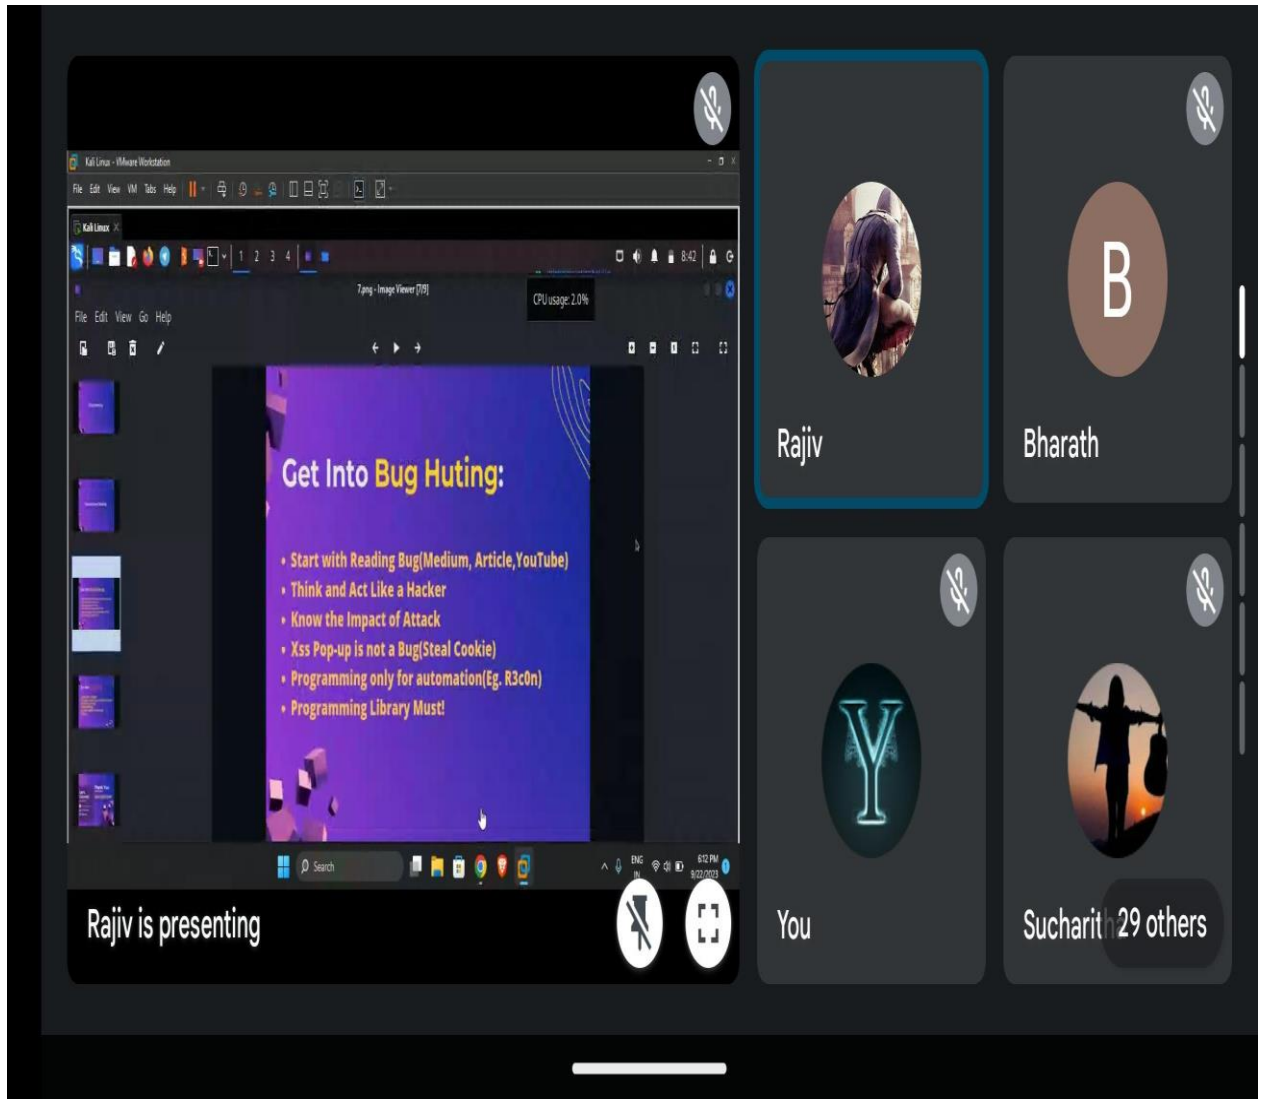 Kali Linux - VMware Workstation
File Edit View VM Tabs Help
Kali Linux
1 2 3 4
8:42
7.png - Image Viewer [7/9]
CPU usage: 2.0%
File Edit View Go Help
Get Into Bug Huting:
• Start with Reading Bug(Medium, Article,YouTube)
• Think and Act Like a Hacker
• Know the Impact of Attack
• Xss Pop-up is not a Bug(Steal Cookie)
• Programming only for automation(Eg. R3c0n)
• Programming Library Must!
Search
ENG
IN
6:12 PM
9/22/2023
Rajiv is presenting
Rajiv
B
Bharath
Y
You
Sucharith
29 others